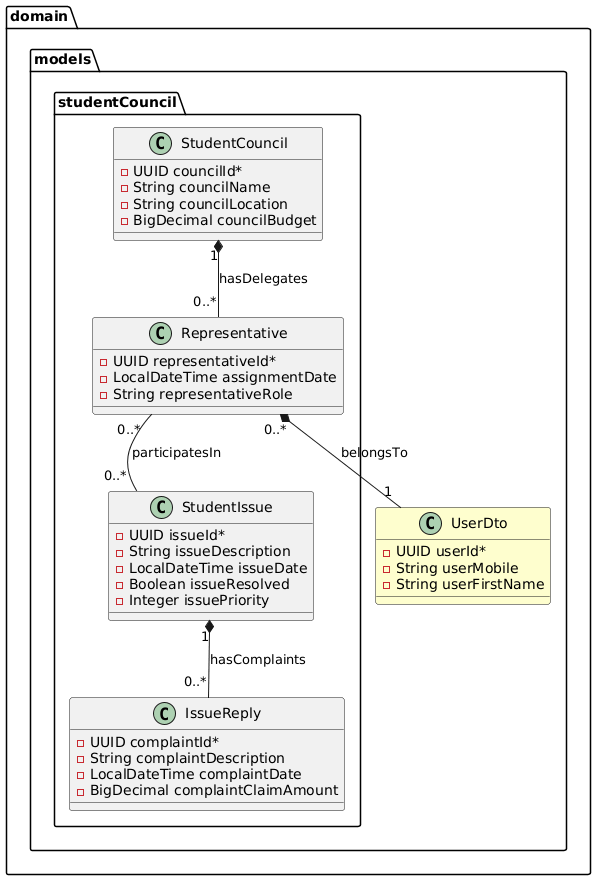 domain
models
studentCouncil
C StudentCouncil
UUID councilId*
String councilName
String councilLocation
BigDecimal councilBudget
1
hasDelegates
0..*
C Representative
UUID representativeId*
LocalDateTime assignmentDate
String representativeRole
0..*
0..*
participatesIn
belongsTo
0..*
1
C StudentIssue
UUID issueId*
String issueDescription
LocalDateTime issueDate
Boolean issueResolved
Integer issuePriority
C UserDto
UUID userId*
String userMobile
String userFirstName
1
hasComplaints
0..*
C IssueReply
UUID complaintId*
String complaintDescription
LocalDateTime complaintDate
BigDecimal complaintClaimAmount